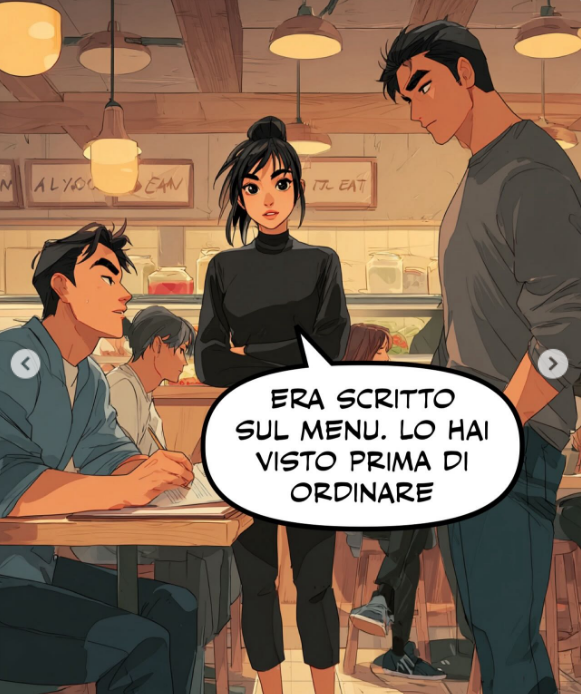 ERA SCRITTO
SUL MENU. LO HAI
VISTO PRIMA DI
ORDINARE